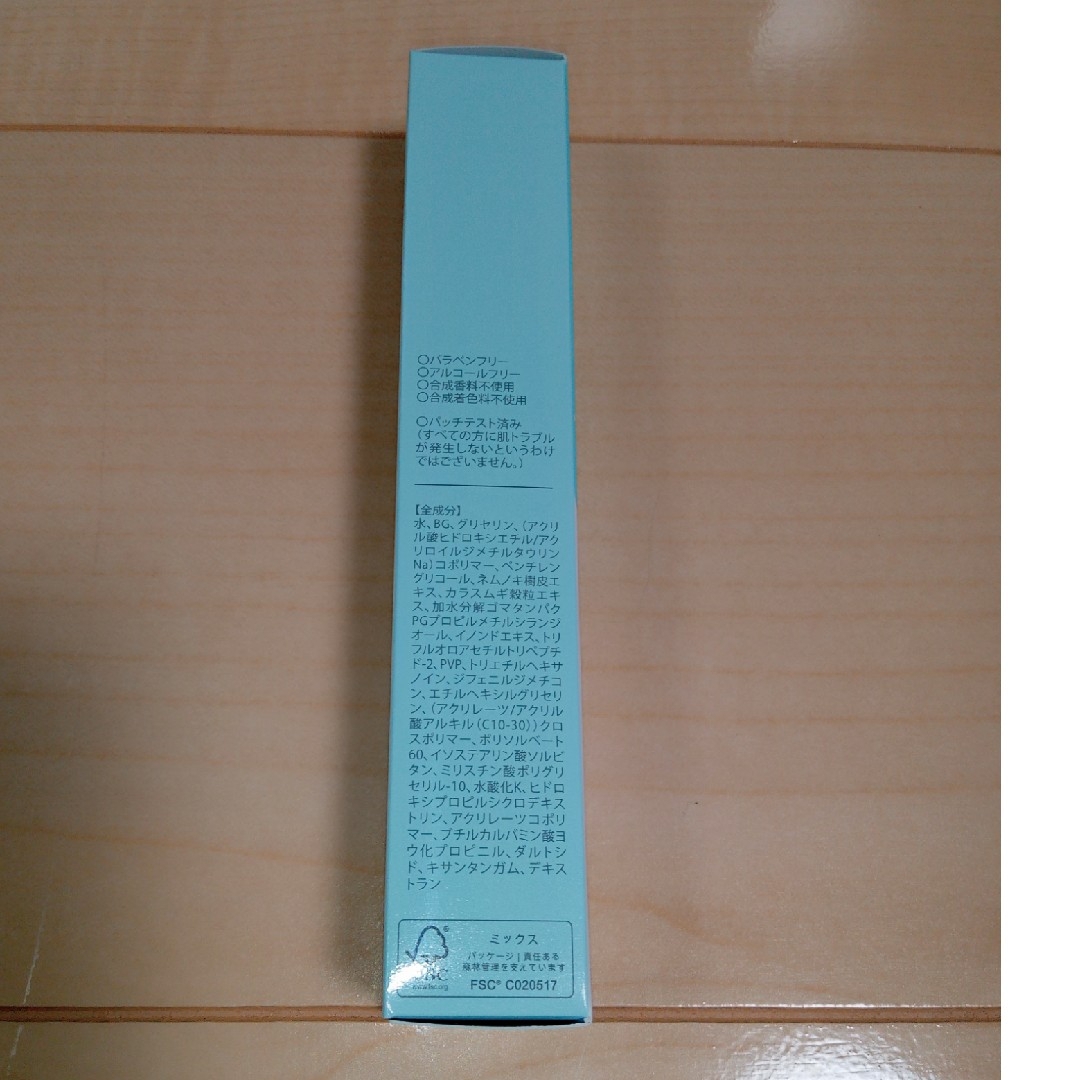 〇パラベンフリー
〇アルコールフリー
〇合成香料不使用
〇合成着色料不使用
〇パッチテスト済み
(すべての方に肌トラブル
が発生しないというわけ
ではございません。)
【全成分】
水、BG、グリセリン、(アクリ
ル酸ヒドロキシエチル/アク
リロイルジメチルタウリン
Na)コポリマー、ペンチレン
グリコール、ネムノキ樹皮エ
キス、カラスムギ穀粒エキ
ス、加水分解ゴマタンパク
PGプロピルメチルシランジ
オール、イノンドエキス、トリ
フルオロアセチルトリペプチ
ド-2、PVP、トリエチルヘキサ
ノイン、ジフェニルジメチコ
ン、エチルヘキシルグリセリ
ン、(アクリレーツ/アクリル
酸アルキル(C10-30))クロ
スポリマー、ポリソルベート
60、イソステアリン酸ソルビ
タン、ミリスチン酸ポリグリ
セリル-10、水酸化K、ヒドロ
キシプロピルシクロデキス
トリン、アクリレーツコポリ
マー、ブチルカルバミン酸ヨ
ウ化プロピニル、ダルトシ
ド、キサンタンガム、デキス
トラン
ミックス
パッケージ | 責任ある
森林管理を支えています
FSC® C020517